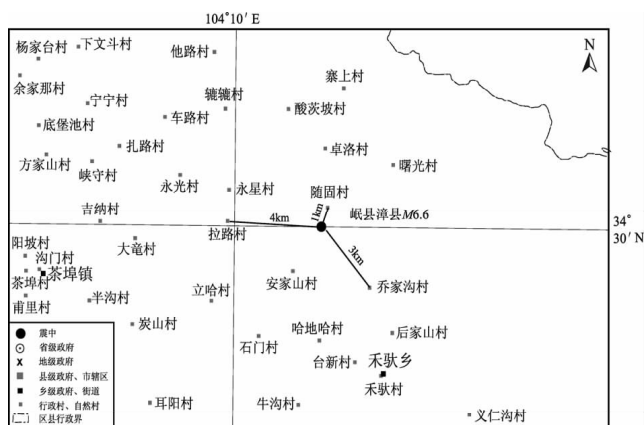 104°10′ E
杨家台村
下文斗村
他路村
N
余家那村
宁宁村
辘辘村
寨上村
酸茨坡村
底堡池村
车路村
卓洛村
方家山村
扎路村
曙光村
峡守村
永光村
永星村
随固村
吉纳村
4km
1km
岷县漳县M6.6
34°
30′ N
拉路村
阳坡村
大竜村
3km
沟门村
茶埠镇
茶埠村
安家山村
乔家沟村
甫里村
半沟村
立哈村
炭山村
哈地哈村
后家山村
石门村
台新村
禾驮乡
禾驮村
耳阳村
牛沟村
义仁沟村
图例
震中
省级政府
地级政府
县级政府、市辖区
乡级政府、街道
行政村、自然村
区县行政界